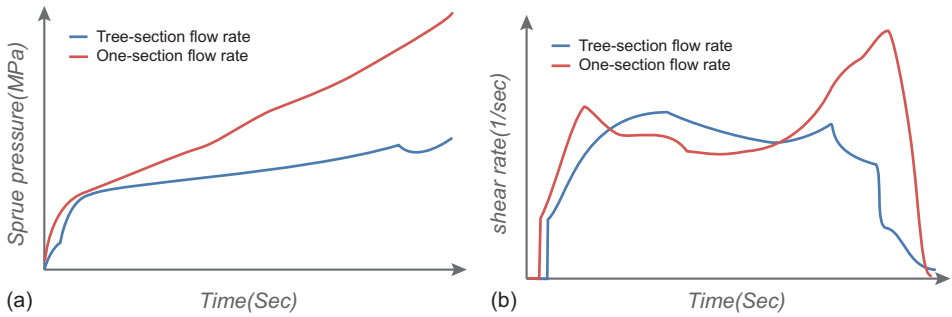 Sprue pressure(MPa)
Tree-section flow rate
One-section flow rate
(a)
Time(Sec)
shear rate(1/sec)
Tree-section flow rate
One-section flow rate
(b)
Time(Sec)